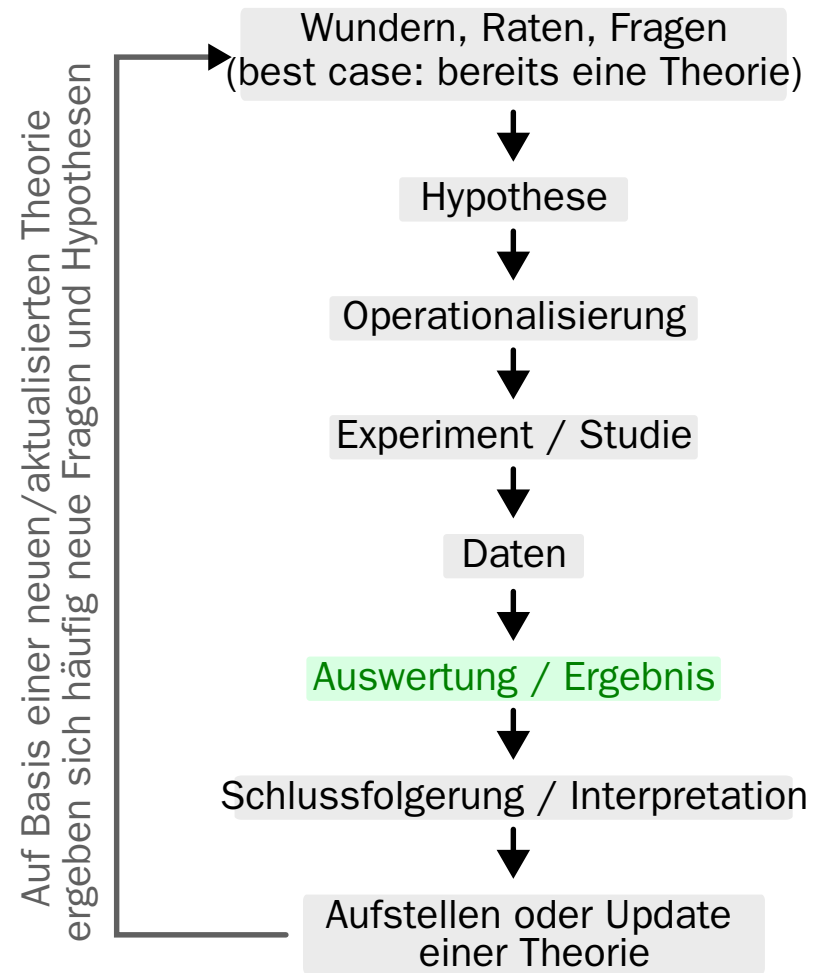 Wundern, Raten, Fragen
(best case: bereits eine Theorie)
Hypothese
Operationalisierung
Experiment / Studie
Daten
Auswertung / Ergebnis
Schlussfolgerung / Interpretation
Aufstellen oder Update
einer Theorie
Auf Basis einer neuen/aktualisierten Theorie
ergeben sich häufig neue Fragen und Hypothesen